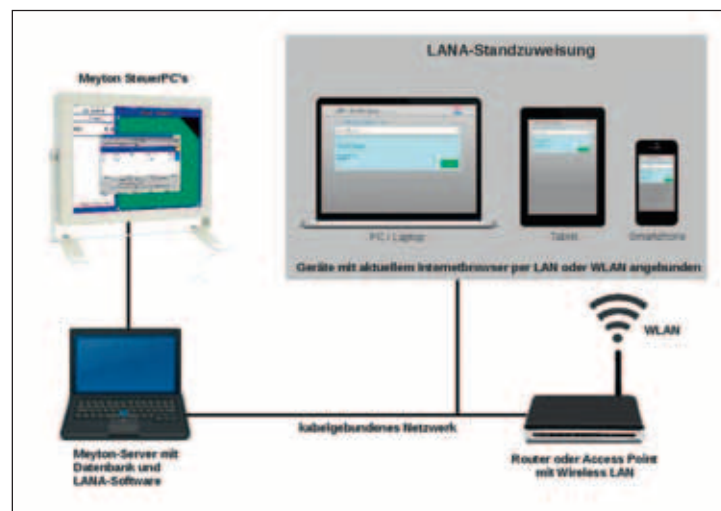 LANA-Standzuweisung
Meyton SteuerPC's
PC / Laptop
Tablet
Smartphone
Geräte mit aktuellem Internetbrowser per LAN oder WLAN angebunden
WLAN
kabelgebundenes Netzwerk
Meyton-Server mit
Datenbank und
LANA-Software
Router oder Access Point
mit Wireless LAN